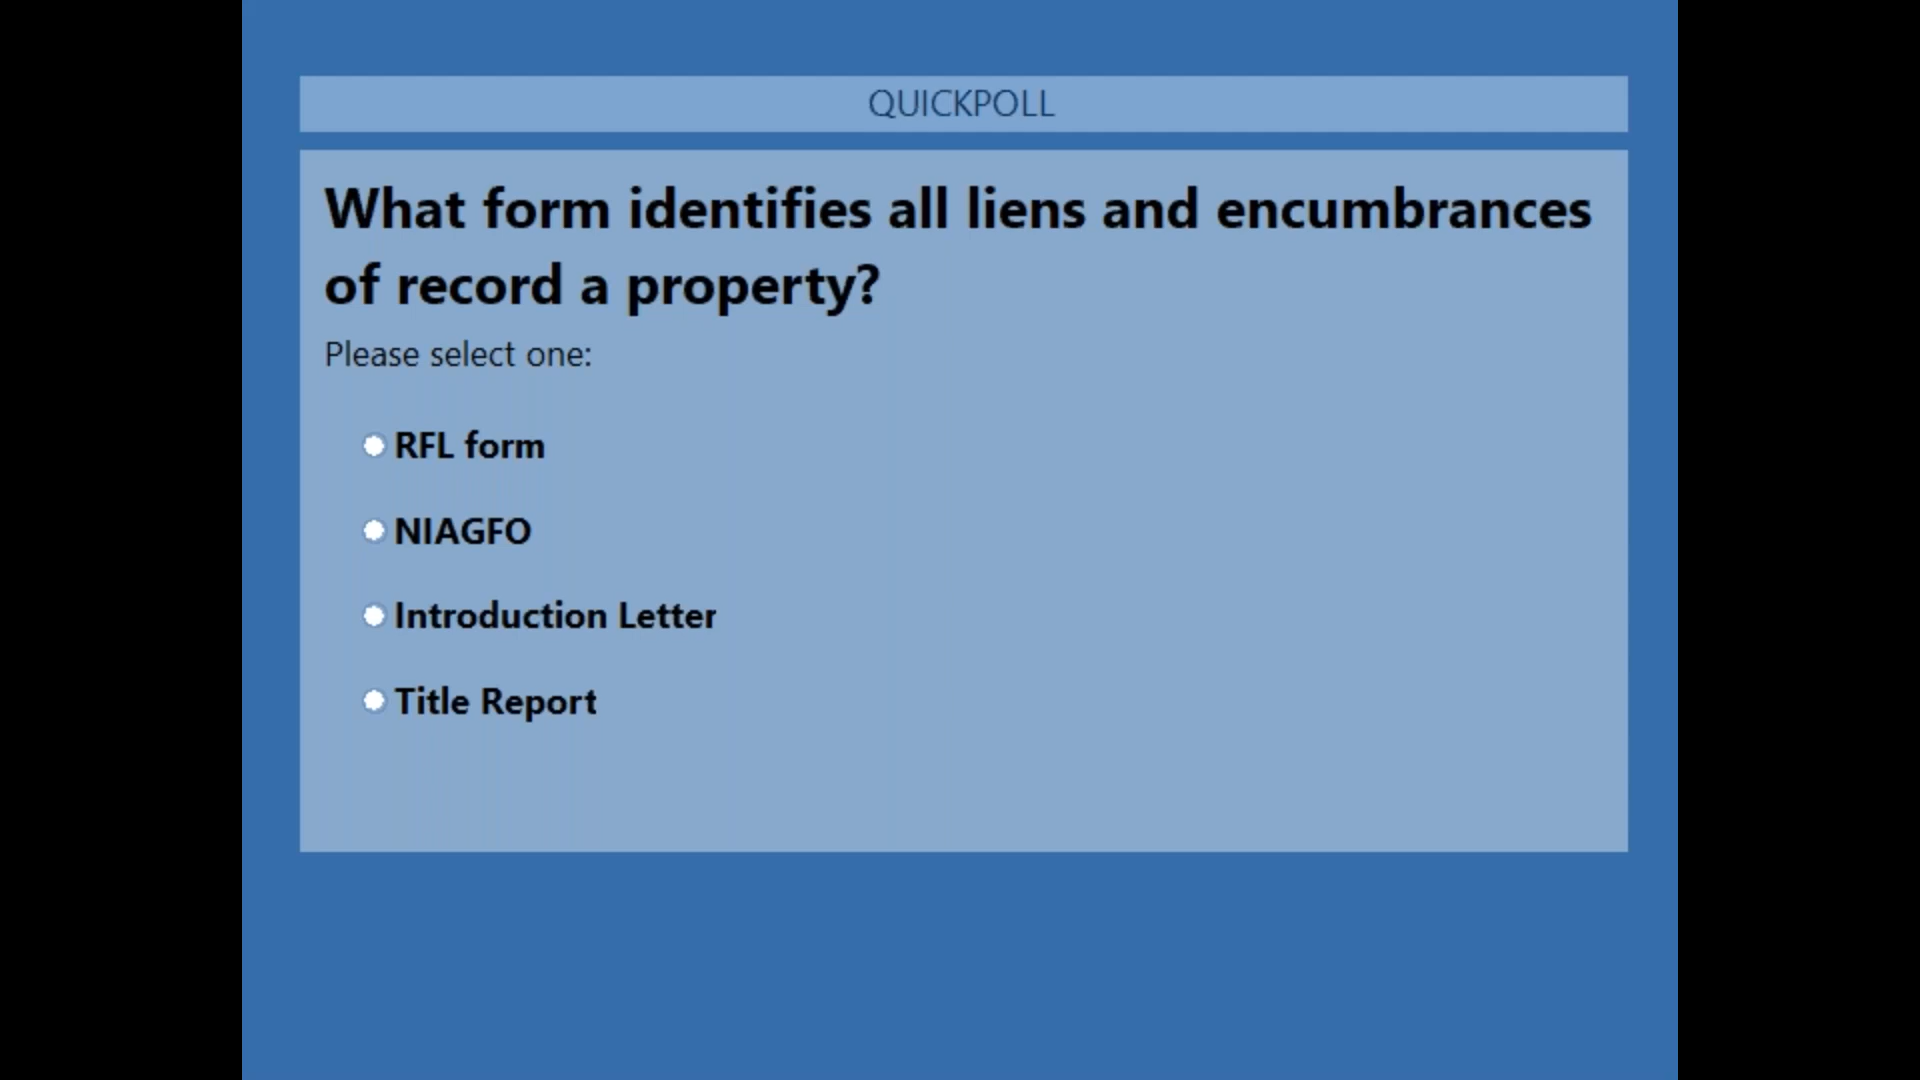 QUICKPOLL
What form identifies all liens and encumbrances
of record a property?
Please select one:
RFL form
NIAGFO
Introduction Letter
Title Report